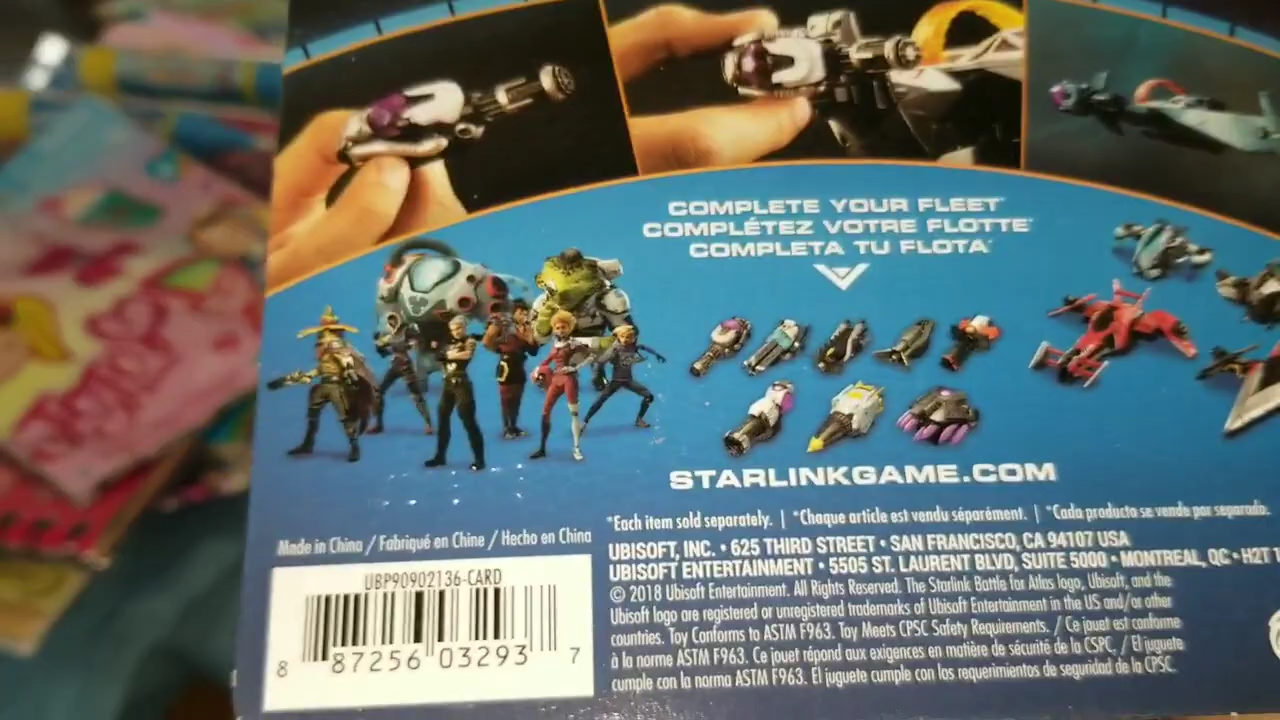 COMPLETE YOUR FLEET*
COMPLÉTEZ VOTRE FLOTTE*
COMPLETA TU FLOTA*
STARLINKGAME.COM
*Each item sold separately. | *Chaque article est vendu séparément. | *Cada producto se vende por separado.
Made in China / Fabriqué en Chine / Hecho en China
UBISOFT, INC. • 625 THIRD STREET • SAN FRANCISCO, CA 94107 USA
UBISOFT ENTERTAINMENT • 5505 ST. LAURENT BLVD, SUITE 5000 • MONTREAL, QC • H2T 1
© 2018 Ubisoft Entertainment. All Rights Reserved. The Starlink Battle for Atlas logo, Ubisoft, and the
Ubisoft logo are registered or unregistered trademarks of Ubisoft Entertainment in the US and/or other
countries. Toy Conforms to ASTM F963. Toy Meets CPSC Safety Requirements. / Ce jouet est conforme
à la norme ASTM F963. Ce jouet répond aux exigences en matière de sécurité de la CSPC. / El juguete
cumple con la norma ASTM F963. El juguete cumple con los requerimientos de seguridad de la CPSC.
UBP90902136-CARD
8 87256 03293 7